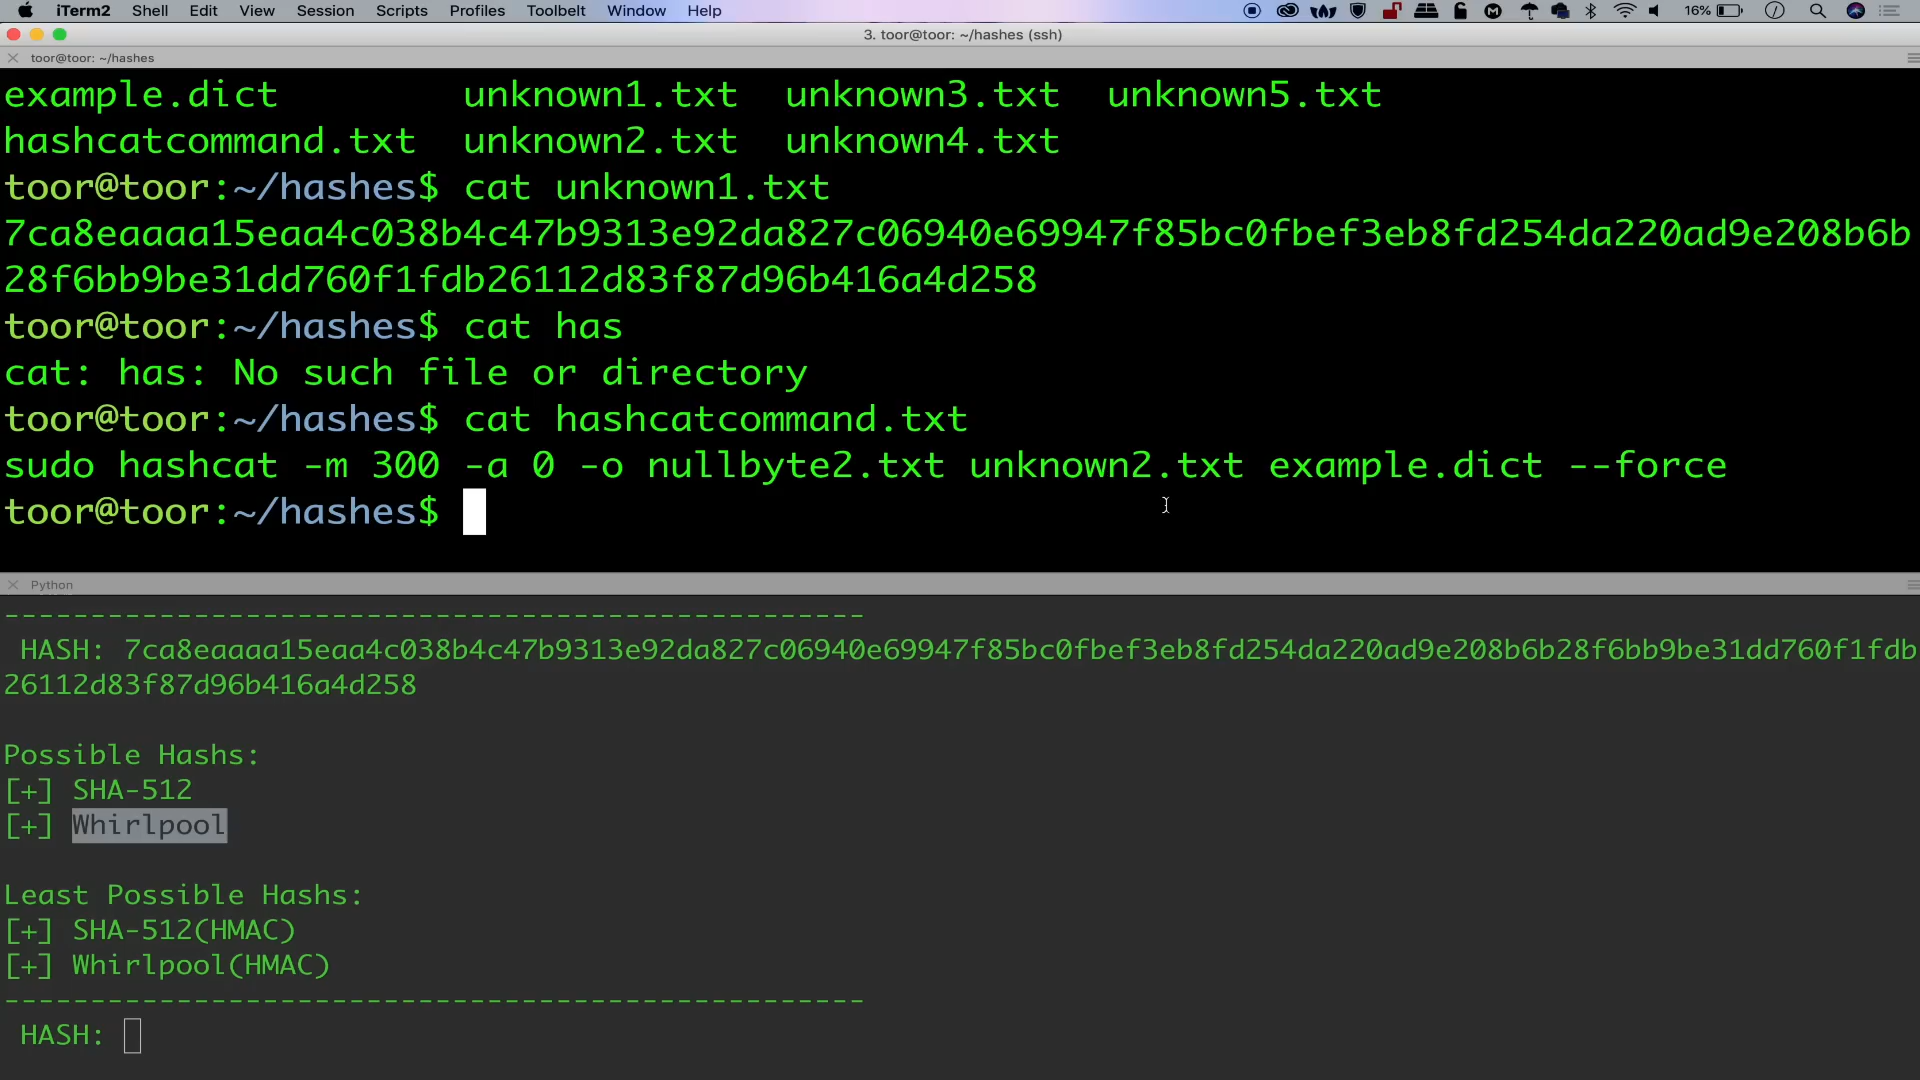 iTerm2 Shell Edit View Session Scripts Profiles Toolbelt Window Help 16%
3. toor@toor: ~/hashes (ssh)
toor@toor: ~/hashes
example.dict unknown1.txt unknown3.txt unknown5.txt
hashcatcommand.txt unknown2.txt unknown4.txt
toor@toor:~/hashes$ cat unknown1.txt
7ca8eaaaa15eaa4c038b4c47b9313e92da827c06940e69947f85bc0fbef3eb8fd254da220ad9e208b6b
28f6bb9be31dd760f1fdb26112d83f87d96b416a4d258
toor@toor:~/hashes$ cat has
cat: has: No such file or directory
toor@toor:~/hashes$ cat hashcatcommand.txt
sudo hashcat -m 300 -a 0 -o nullbyte2.txt unknown2.txt example.dict --force
toor@toor:~/hashes$
Python
--------------------------------------------------
HASH: 7ca8eaaaa15eaa4c038b4c47b9313e92da827c06940e69947f85bc0fbef3eb8fd254da220ad9e208b6b28f6bb9be31dd760f1fdb
26112d83f87d96b416a4d258
Possible Hashs:
[+] SHA-512
[+] Whirlpool
Least Possible Hashs:
[+] SHA-512(HMAC)
[+] Whirlpool(HMAC)
--------------------------------------------------
HASH: